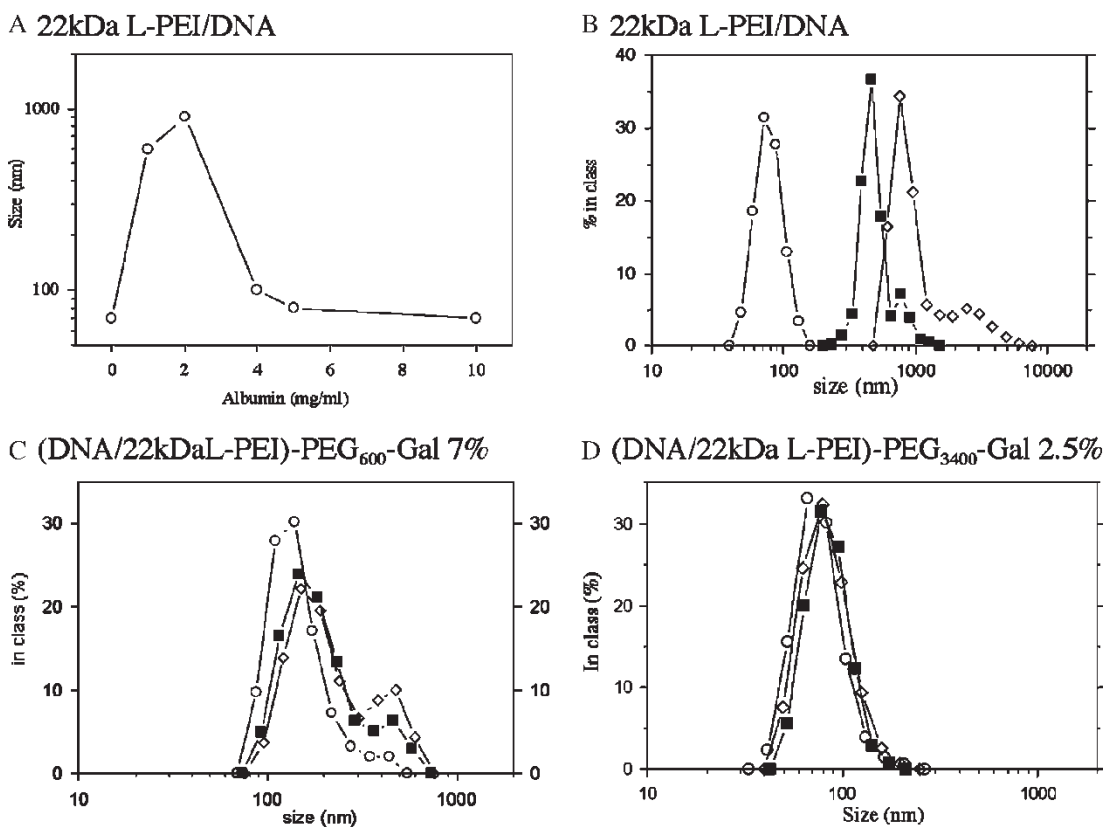 A 22kDa L-PEI/DNA
1000
100
Size (nm)
0 2 4 6 8 10
Albumin (mg/ml)
B 22kDa L-PEI/DNA
40
30
20
10
0
% in class
10 100 1000 10000
size (nm)
C (DNA/22kDaL-PEI)-PEG600-Gal 7%
30
20
10
0
in class (%)
30
20
10
0
10 100 1000
size (nm)
D (DNA/22kDa L-PEI)-PEG3400-Gal 2.5%
30
20
10
0
In class (%)
10 100 1000
Size (nm)